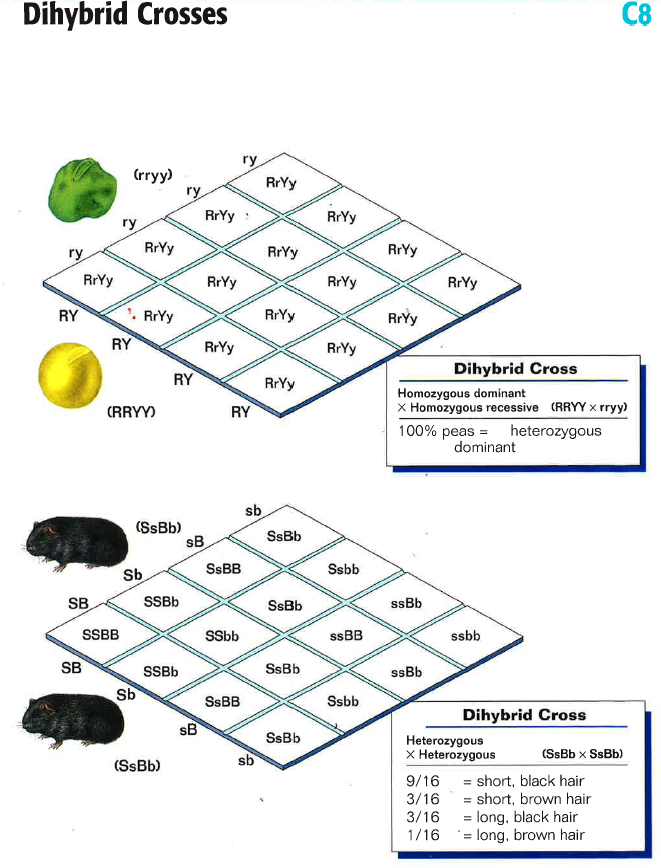 Dihybrid Crosses
C8
(rryy)
ry
ry
ry
ry
RrYy
RrYy RrYy
RrYy RrYy RrYy
RrYy RrYy RrYy RrYy
RrYy RrYy RrYy
RrYy RrYy
RrYy
RY
RY
RY
RY
(RRYY)
Dihybrid Cross
Homozygous dominant
× Homozygous recessive (RRYY × rryy)
100% peas = heterozygous
dominant
(SsBb)
sb
sB
Sb
SB
SsBb
SsBB Ssbb
SSBb SsBb ssBb
SSBB SSbb ssBB ssbb
SSBb SsBb ssBb
SsBB Ssbb
SsBb
SB
Sb
sB
sb
(SsBb)
Dihybrid Cross
Heterozygous
× Heterozygous (SsBb × SsBb)
9/16 = short, black hair
3/16 = short, brown hair
3/16 = long, black hair
1/16 = long, brown hair